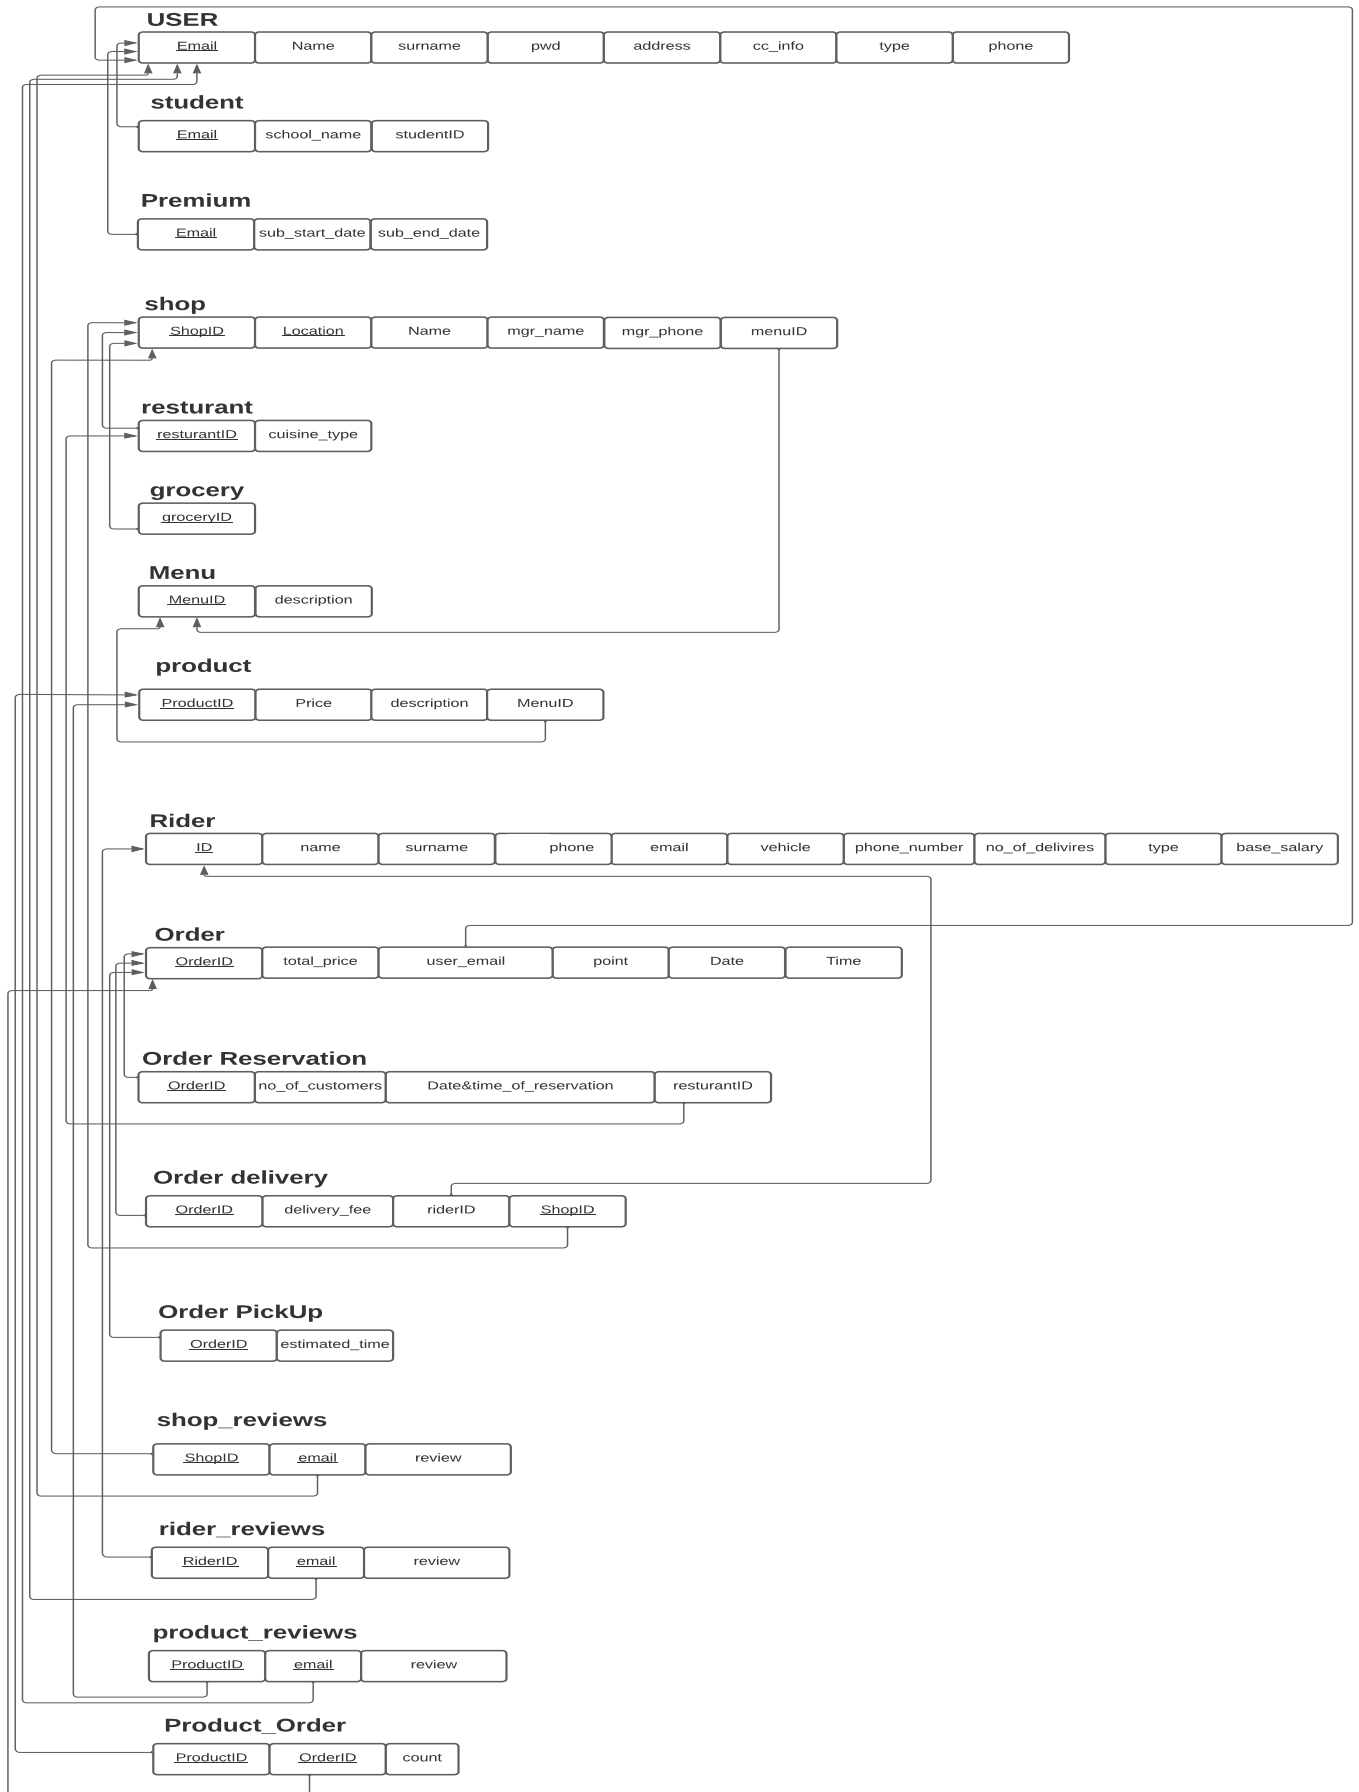 USER
Email Name surname pwd address cc_info type phone
student
Email school_name studentID
Premium
Email sub_start_date sub_end_date
shop
ShopID Location Name mgr_name mgr_phone menuID
resturant
resturantID cuisine_type
grocery
groceryID
Menu
MenuID description
product
ProductID Price description MenuID
Rider
ID name surname phone email vehicle phone_number no_of_delivires type base_salary
Order
OrderID total_price user_email point Date Time
Order Reservation
OrderID no_of_customers Date&time_of_reservation resturantID
Order delivery
OrderID delivery_fee riderID ShopID
Order PickUp
OrderID estimated_time
shop_reviews
ShopID email review
rider_reviews
RiderID email review
product_reviews
ProductID email review
Product_Order
ProductID OrderID count